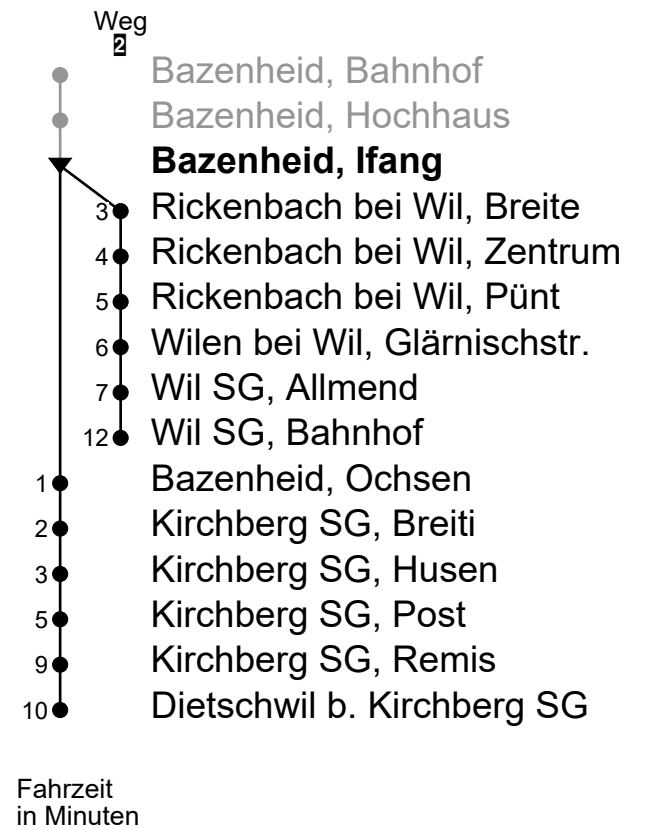 Weg
2
Bazenheid, Bahnhof
Bazenheid, Hochhaus
Bazenheid, Ifang
3 Rickenbach bei Wil, Breite
4 Rickenbach bei Wil, Zentrum
5 Rickenbach bei Wil, Pünt
6 Wilen bei Wil, Glärnischstr.
7 Wil SG, Allmend
12 Wil SG, Bahnhof
1 Bazenheid, Ochsen
2 Kirchberg SG, Breiti
3 Kirchberg SG, Husen
5 Kirchberg SG, Post
9 Kirchberg SG, Remis
10 Dietschwil b. Kirchberg SG
Fahrzeit
in Minuten